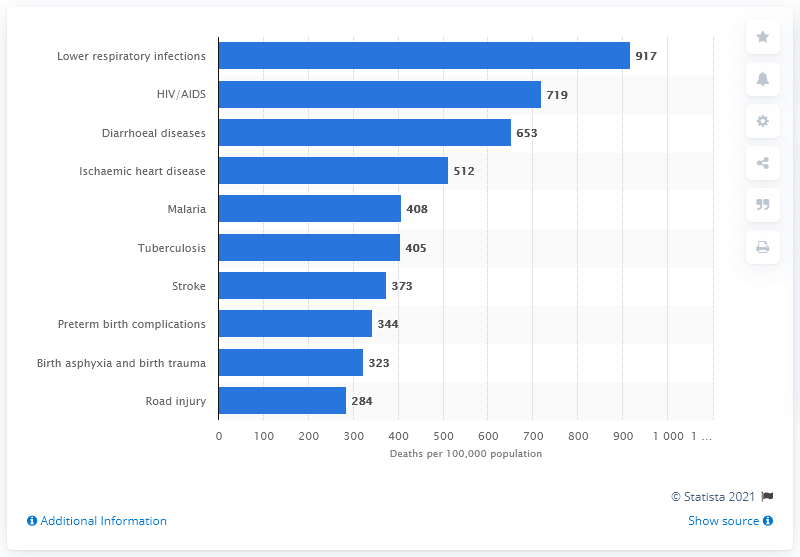 Lower respiratory infections 917
HIV/AIDS 719
Diarrhoeal diseases 653
Ischaemic heart disease 512
Malaria 408
Tuberculosis 405
Stroke 373
Preterm birth complications 344
Birth asphyxia and birth trauma 323
Road injury 284
0 100 200 300 400 500 600 700 800 900 1 000 1 ...
Deaths per 100,000 population
© Statista 2021
Additional Information Show source